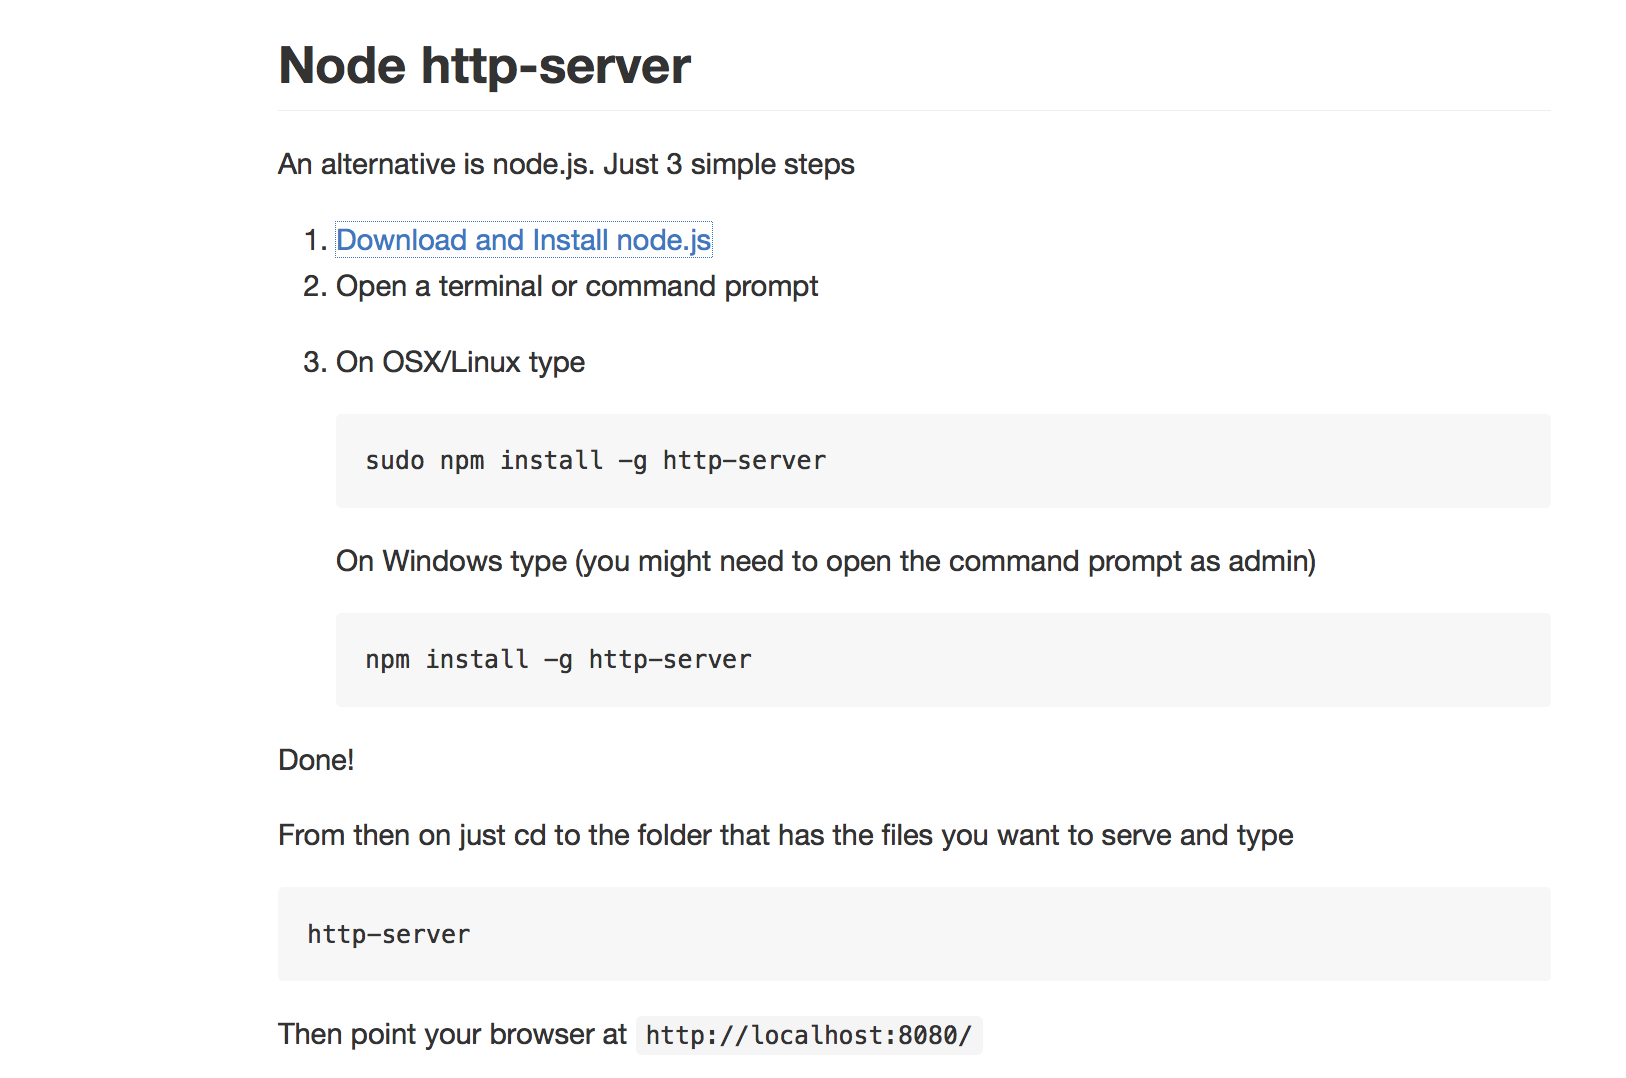 Node http-server
An alternative is node.js. Just 3 simple steps
1. Download and Install node.js
2. Open a terminal or command prompt
3. On OSX/Linux type
sudo npm install -g http-server
On Windows type (you might need to open the command prompt as admin)
npm install -g http-server
Done!
From then on just cd to the folder that has the files you want to serve and type
http-server
Then point your browser at http://localhost:8080/